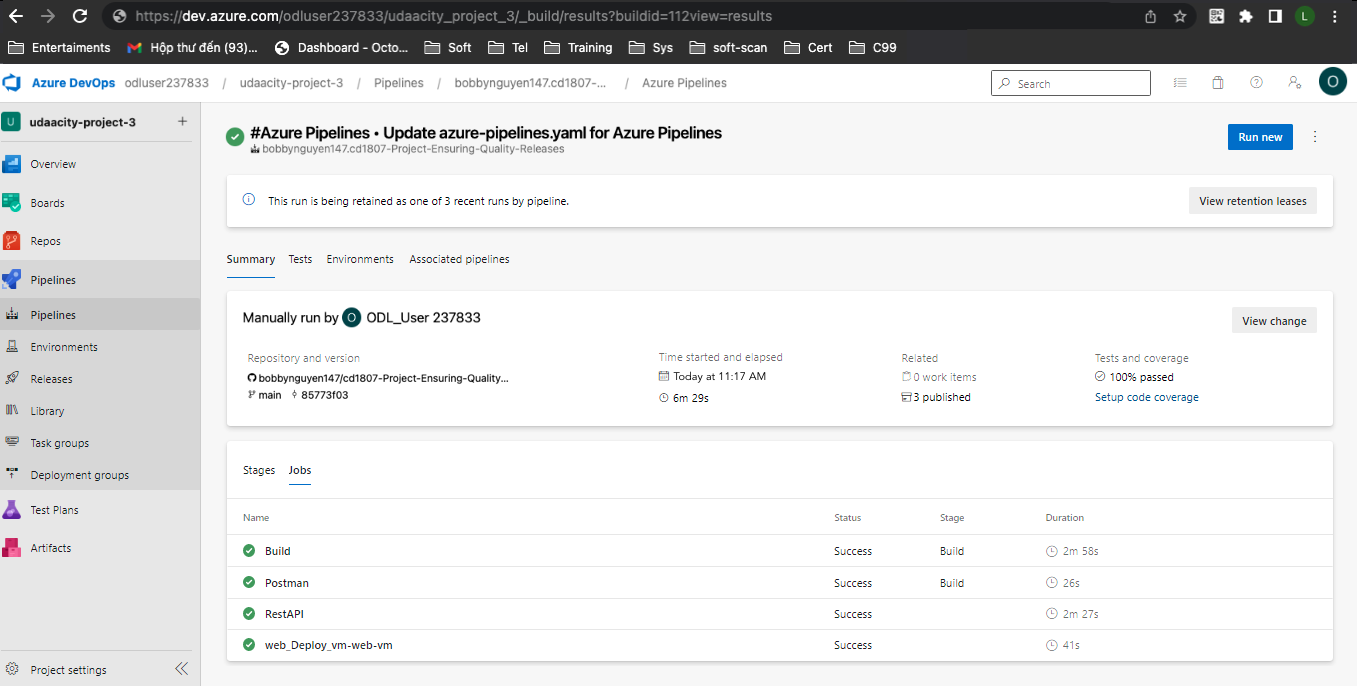 https://dev.azure.com/odluser237833/udaacity_project_3/_build/results?buildid=112view=results
L
Entertaiments
Hộp thư đến (93)...
Dashboard - Octo...
Soft
Tel
Training
Sys
soft-scan
Cert
C99
Azure DevOps odluser237833 / udaacity-project-3 / Pipelines / bobbynguyen147.cd1807-... / Azure Pipelines
Search
O
U udaacity-project-3 +
Overview
Boards
Repos
Pipelines
Pipelines
Environments
Releases
Library
Task groups
Deployment groups
Test Plans
Artifacts
Project settings
#Azure Pipelines • Update azure-pipelines.yaml for Azure Pipelines
bobbynguyen147.cd1807-Project-Ensuring-Quality-Releases
Run new
This run is being retained as one of 3 recent runs by pipeline.
View retention leases
Summary Tests Environments Associated pipelines
Manually run by O ODL_User 237833
View change
Repository and version
bobbynguyen147/cd1807-Project-Ensuring-Quality...
main 85773f03
Time started and elapsed
Today at 11:17 AM
6m 29s
Related
0 work items
3 published
Tests and coverage
100% passed
Setup code coverage
Stages Jobs
Name Status Stage Duration
Build Success Build 2m 58s
Postman Success Build 26s
RestAPI Success 2m 27s
web_Deploy_vm-web-vm Success 41s